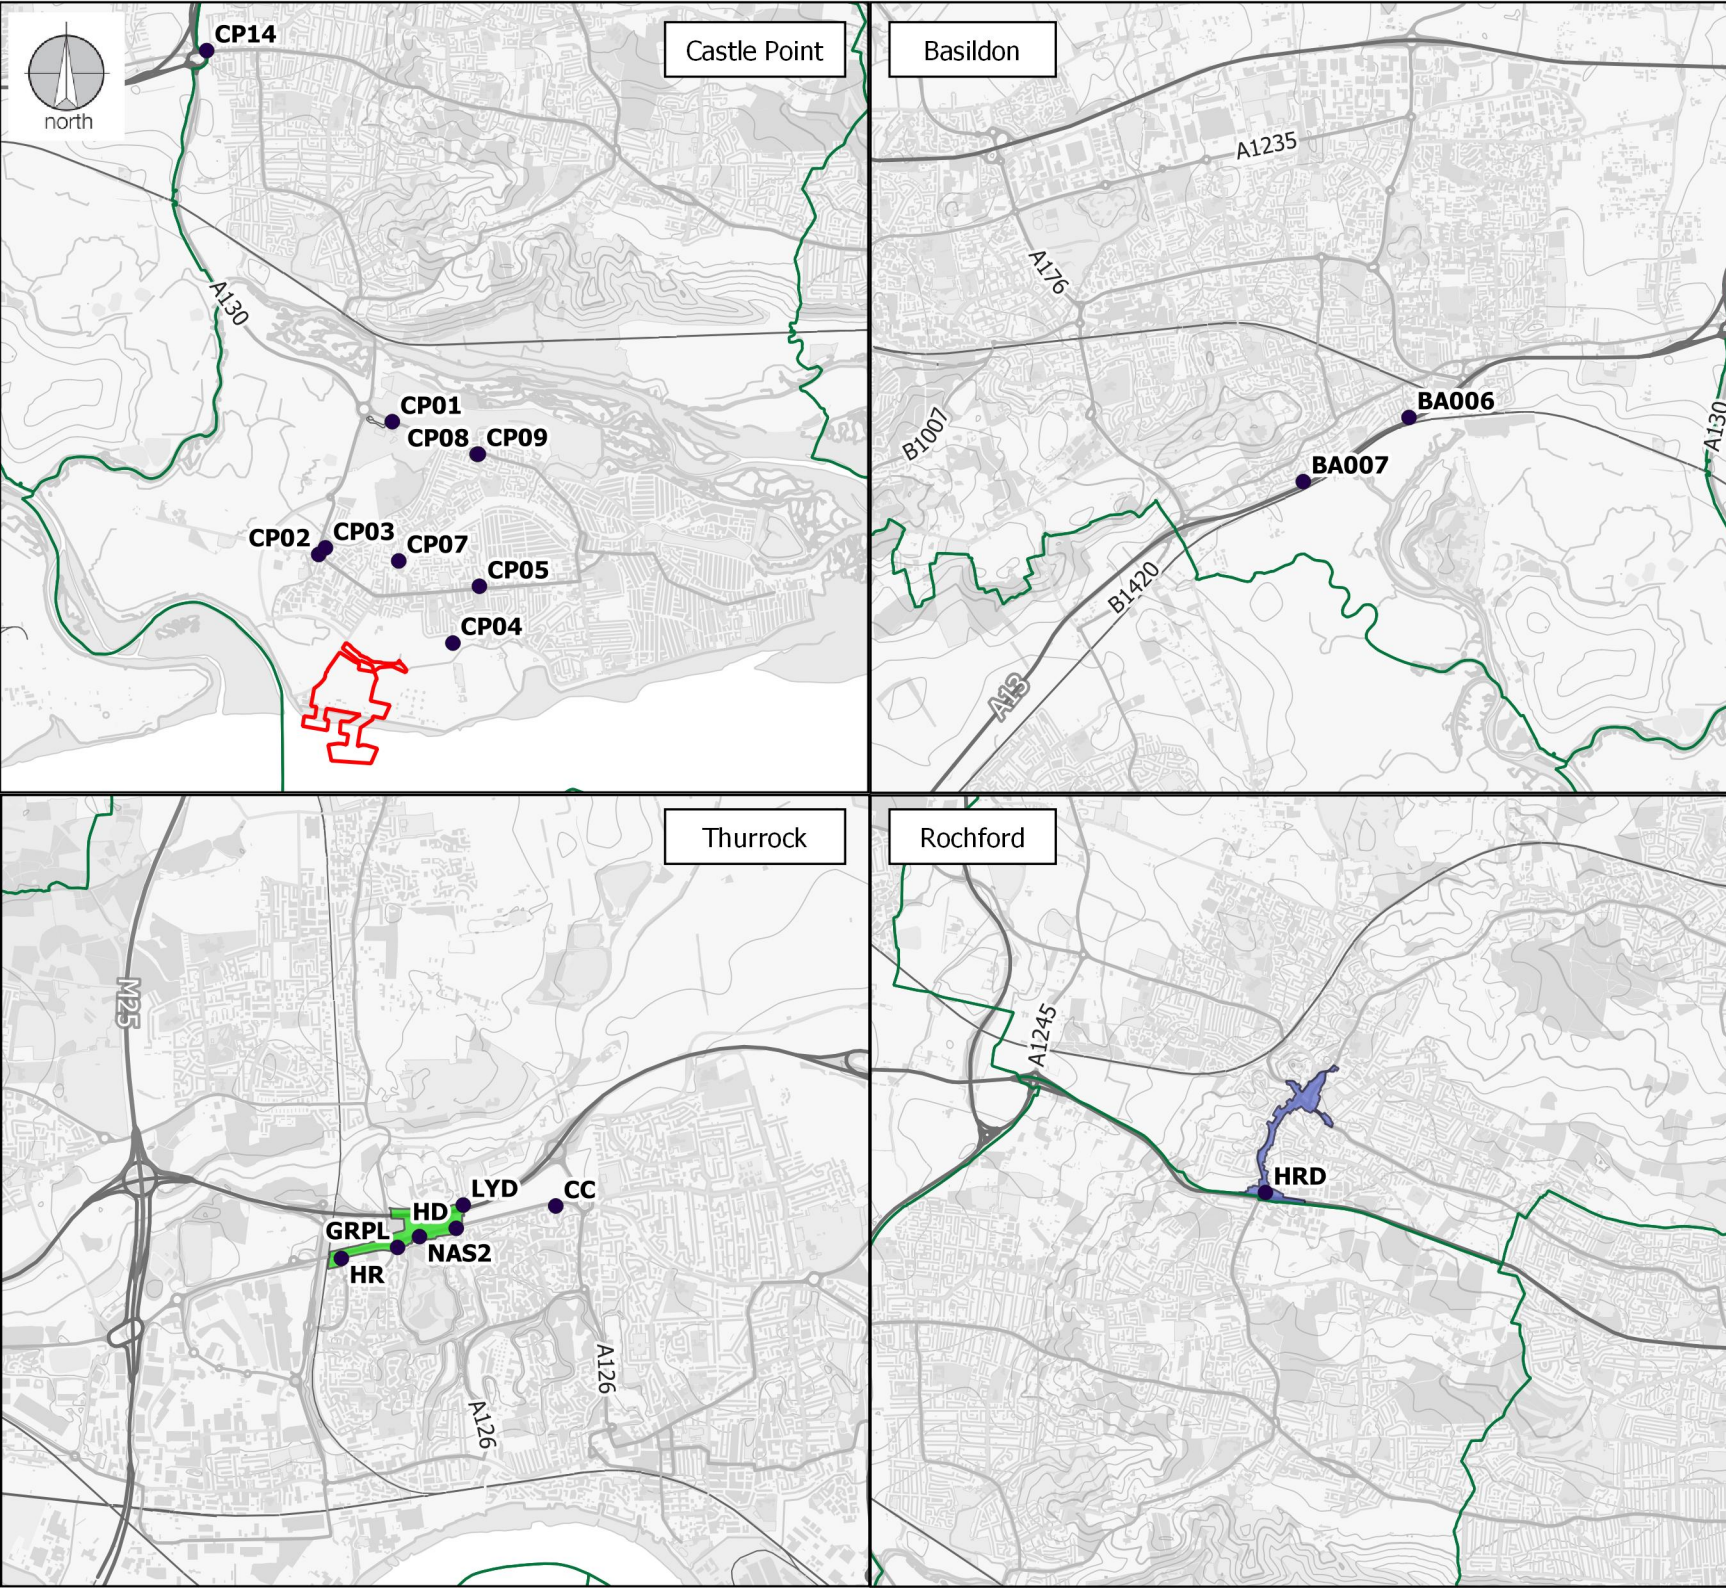 CP14
Castle Point
north
A130
CP01
CP08 CP09
CP02 CP03
CP07
CP05
CP04
Basildon
A1235
A176
B1007
BA006
A130
BA007
B1420
A13
Thurrock
M25
LYD
CC
HD
GRPL
NAS2
HR
A126
A126
Rochford
A1245
HRD